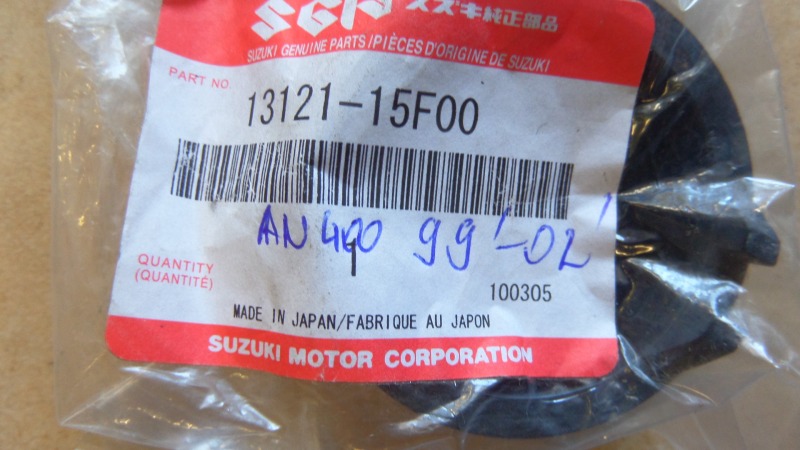 SGP スズキ純正部品
SUZUKI GENUINE PARTS/PIÈCES D'ORIGINE DE SUZUKI
PART NO.
13121-15F00
AN 400 99'-02'
QUANTITY
(QUANTITÉ)
1
100305
MADE IN JAPAN/FABRIQUE AU JAPON
SUZUKI MOTOR CORPORATION